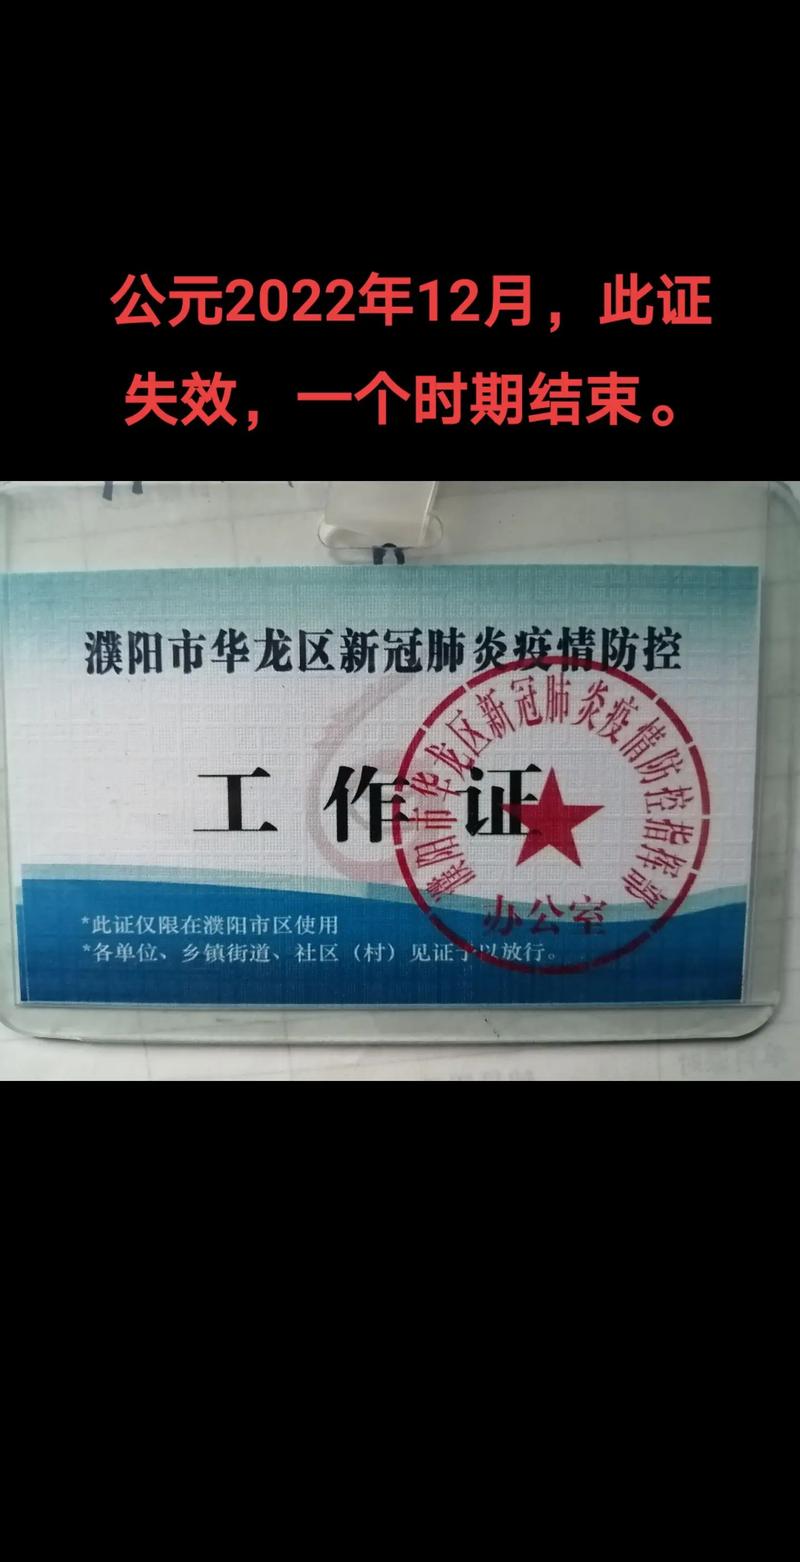 公元2022年12月，此证
失效，一个时期结束。
濮阳市华龙区新冠肺炎疫情防控
工作证
濮阳市华龙区新冠肺炎疫情防控指挥部
办公室
*此证仅限在濮阳市区使用
*各单位、乡镇街道、社区（村）见证予以放行。